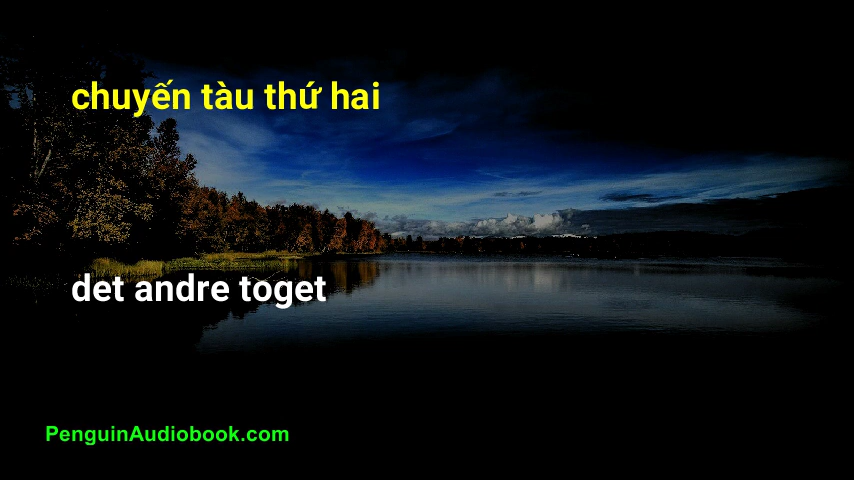 chuyến tàu thứ hai
det andre toget
PenguinAudiobook.com